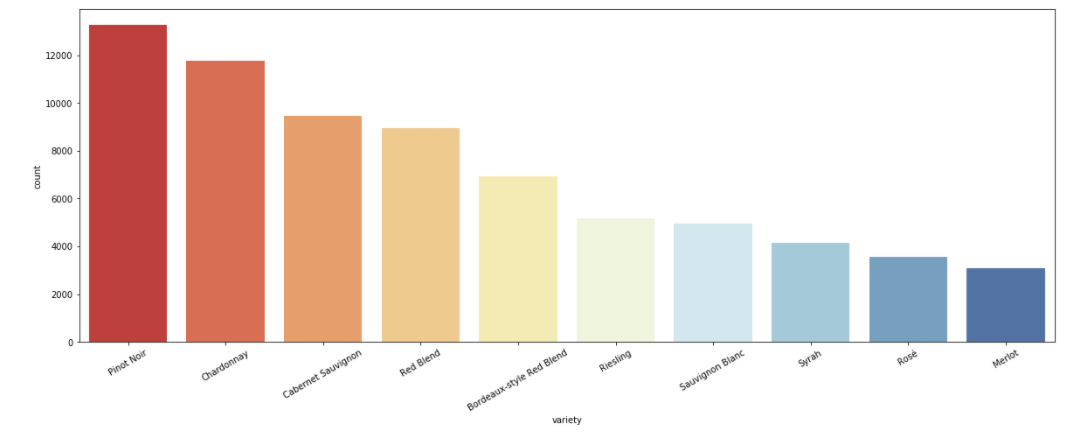 12000
10000
8000
6000
4000
2000
0
count
Pinot Noir
Chardonnay
Cabernet Sauvignon
Red Blend
Bordeaux-style Red Blend
Riesling
Sauvignon Blanc
Syrah
Rosé
Merlot
variety